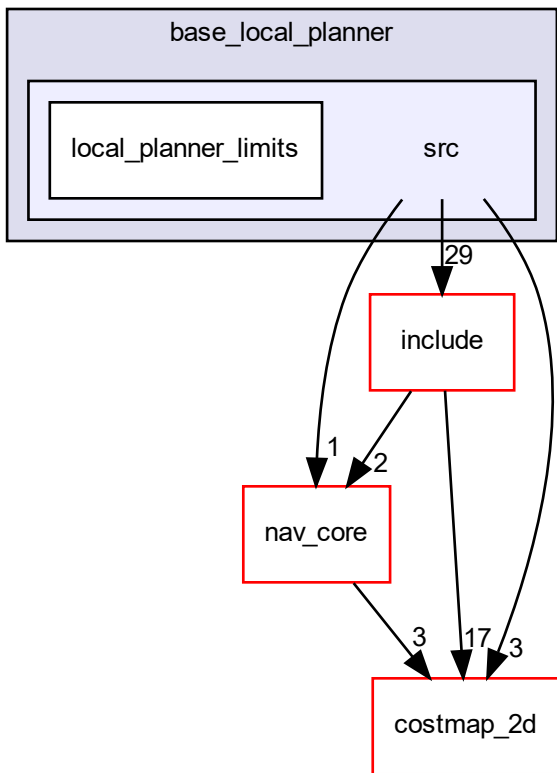 base_local_planner
local_planner_limits
src
29
include
1
2
nav_core
3
17
3
costmap_2d